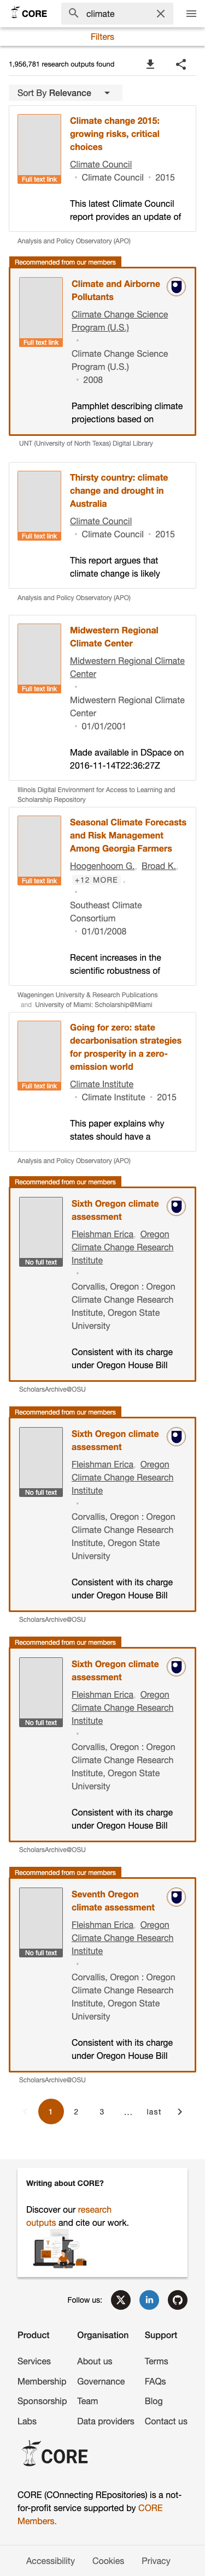 CORE
climate
Filters
1,956,781 research outputs found
Sort By Relevance
Climate change 2015:
growing risks, critical
choices
Climate Council
• Climate Council • 2015
Full text link
This latest Climate Council
report provides an update of
Analysis and Policy Observatory (APO)
Recommended from our members
Climate and Airborne
Pollutants
Climate Change Science
Program (U.S.)
•
Climate Change Science
Program (U.S.)
• 2008
Full text link
Pamphlet describing climate
projections based on
UNT (University of North Texas) Digital Library
Thirsty country: climate
change and drought in
Australia
Climate Council
• Climate Council • 2015
Full text link
This report argues that
climate change is likely
Analysis and Policy Observatory (APO)
Midwestern Regional
Climate Center
Midwestern Regional Climate
Center
•
Midwestern Regional Climate
Center
• 01/01/2001
Full text link
Made available in DSpace on
2016-11-14T22:36:27Z
Illinois Digital Environment for Access to Learning and
Scholarship Repository
Seasonal Climate Forecasts
and Risk Management
Among Georgia Farmers
Hoogenhoom G., Broad K.,
+12 MORE .
•
Southeast Climate
Consortium
• 01/01/2008
Full text link
Recent increases in the
scientific robustness of
Wageningen University & Research Publications
and University of Miami: Scholarship@Miami
Going for zero: state
decarbonisation strategies
for prosperity in a zero-
emission world
Climate Institute
• Climate Institute • 2015
Full text link
This paper explains why
states should have a
Analysis and Policy Observatory (APO)
Recommended from our members
Sixth Oregon climate
assessment
Fleishman Erica, Oregon
Climate Change Research
Institute
•
Corvallis, Oregon : Oregon
Climate Change Research
Institute, Oregon State
University
No full text
Consistent with its charge
under Oregon House Bill
ScholarsArchive@OSU
Recommended from our members
Sixth Oregon climate
assessment
Fleishman Erica, Oregon
Climate Change Research
Institute
•
Corvallis, Oregon : Oregon
Climate Change Research
Institute, Oregon State
University
No full text
Consistent with its charge
under Oregon House Bill
ScholarsArchive@OSU
Recommended from our members
Sixth Oregon climate
assessment
Fleishman Erica, Oregon
Climate Change Research
Institute
•
Corvallis, Oregon : Oregon
Climate Change Research
Institute, Oregon State
University
No full text
Consistent with its charge
under Oregon House Bill
ScholarsArchive@OSU
Recommended from our members
Seventh Oregon
climate assessment
Fleishman Erica, Oregon
Climate Change Research
Institute
•
Corvallis, Oregon : Oregon
Climate Change Research
Institute, Oregon State
University
No full text
Consistent with its charge
under Oregon House Bill
ScholarsArchive@OSU
1 2 3 ... last
Writing about CORE?
Discover our research
outputs and cite our work.
Follow us:
Product Organisation Support
Services About us Terms
Membership Governance FAQs
Sponsorship Team Blog
Labs Data providers Contact us
CORE
CORE (COnnecting REpositories) is a not-
for-profit service supported by CORE
Members.
Accessibility Cookies Privacy